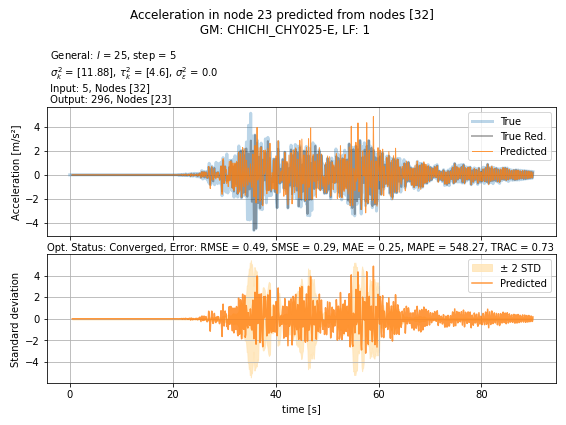 Acceleration in node 23 predicted from nodes [32]
GM: CHICHI_CHY025-E, LF: 1
General: l = 25, step = 5
σ²ₖ = [11.88], τ²ₖ = [4.6], σ²ε = 0.0
Input: 5, Nodes [32]
Output: 296, Nodes [23]
Acceleration [m/s²]
4
2
0
−2
−4
True
True Red.
Predicted
Opt. Status: Converged, Error: RMSE = 0.49, SMSE = 0.29, MAE = 0.25, MAPE = 548.27, TRAC = 0.73
Standard deviation
4
2
0
−2
−4
± 2 STD
Predicted
0 20 40 60 80
time [s]